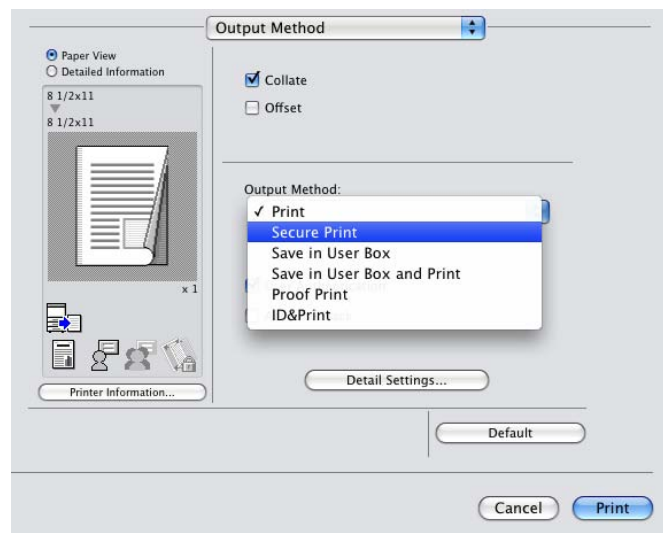 Output Method
Paper View
Detailed Information
8 1/2x11
8 1/2x11
x 1
Printer Information...
Collate
Offset
Output Method:
✓ Print
Secure Print
Save in User Box
Save in User Box and Print
Proof Print
ID&Print
Detail Settings...
Default
Cancel
Print